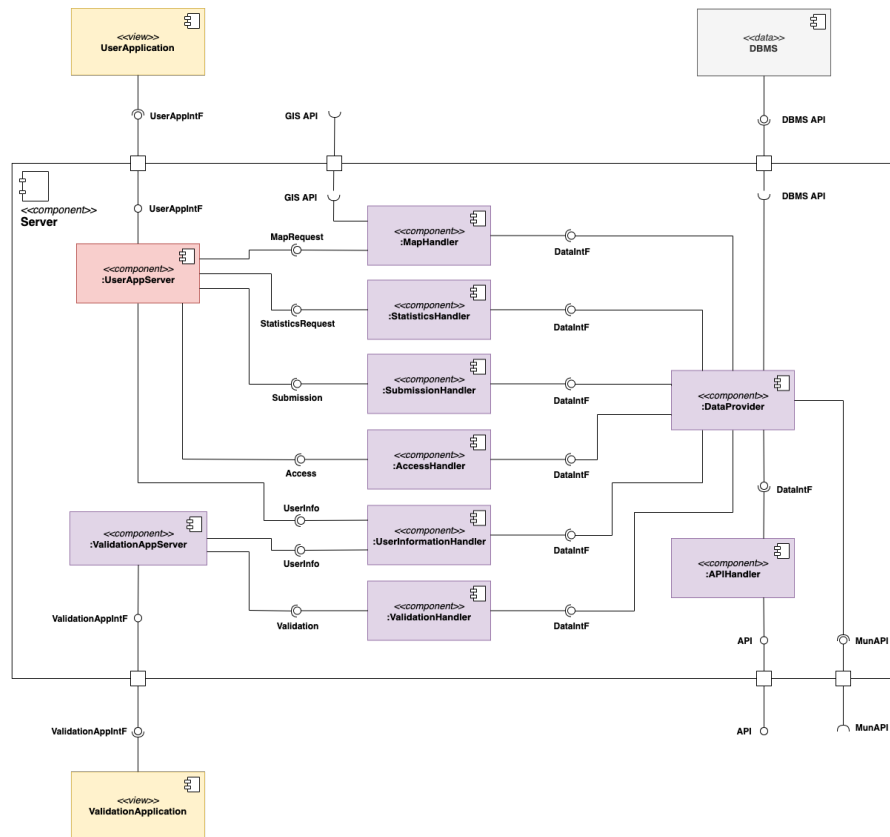 <<view>>
UserApplication
<<data>>
DBMS
UserAppIntF
GIS API
DBMS API
<<component>>
Server
UserAppIntF
GIS API
DBMS API
MapRequest
<<component>>
:MapHandler
DataIntF
<<component>>
:UserAppServer
StatisticsRequest
<<component>>
:StatisticsHandler
DataIntF
Submission
<<component>>
:SubmissionHandler
DataIntF
<<component>>
:DataProvider
Access
<<component>>
:AccessHandler
DataIntF
DataIntF
UserInfo
<<component>>
:ValidationAppServer
UserInfo
<<component>>
:UserInformationHandler
DataIntF
<<component>>
:APIHandler
ValidationAppIntF
Validation
<<component>>
:ValidationHandler
DataIntF
API
MunAPI
ValidationAppIntF
API
MunAPI
<<view>>
ValidationApplication